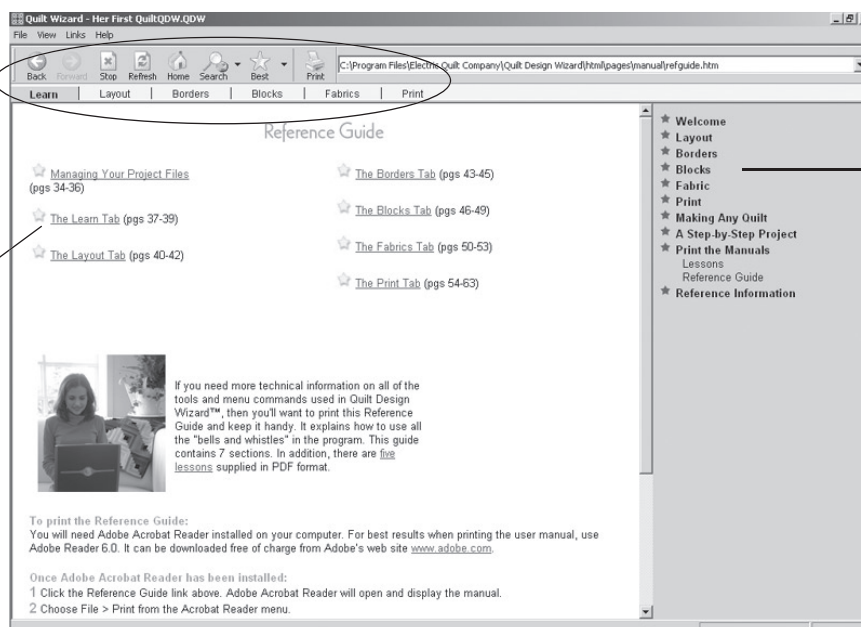 Quilt Wizard - Her First QuiltQDW.QDW
File View Links Help
Back Forward Stop Refresh Home Search Best Print C:\Program Files\Electric Quilt Company\Quilt Design Wizard\html\pages\manual\refguide.htm
Learn | Layout | Borders | Blocks | Fabrics | Print
Reference Guide
Managing Your Project Files
(pgs 34-36)
The Learn Tab (pgs 37-39)
The Layout Tab (pgs 40-42)
The Borders Tab (pgs 43-45)
The Blocks Tab (pgs 46-49)
The Fabrics Tab (pgs 50-53)
The Print Tab (pgs 54-63)
If you need more technical information on all of the
tools and menu commands used in Quilt Design
Wizard™, then you'll want to print this Reference
Guide and keep it handy. It explains how to use all
the "bells and whistles" in the program. This guide
contains 7 sections. In addition, there are five
lessons supplied in PDF format.
To print the Reference Guide:
You will need Adobe Acrobat Reader installed on your computer. For best results when printing the user manual, use
Adobe Reader 6.0. It can be downloaded free of charge from Adobe's web site www.adobe.com.
Once Adobe Acrobat Reader has been installed:
1 Click the Reference Guide link above. Adobe Acrobat Reader will open and display the manual.
2 Choose File > Print from the Acrobat Reader menu.
Welcome
Layout
Borders
Blocks
Fabric
Print
Making Any Quilt
A Step-by-Step Project
Print the Manuals
Lessons
Reference Guide
Reference Information